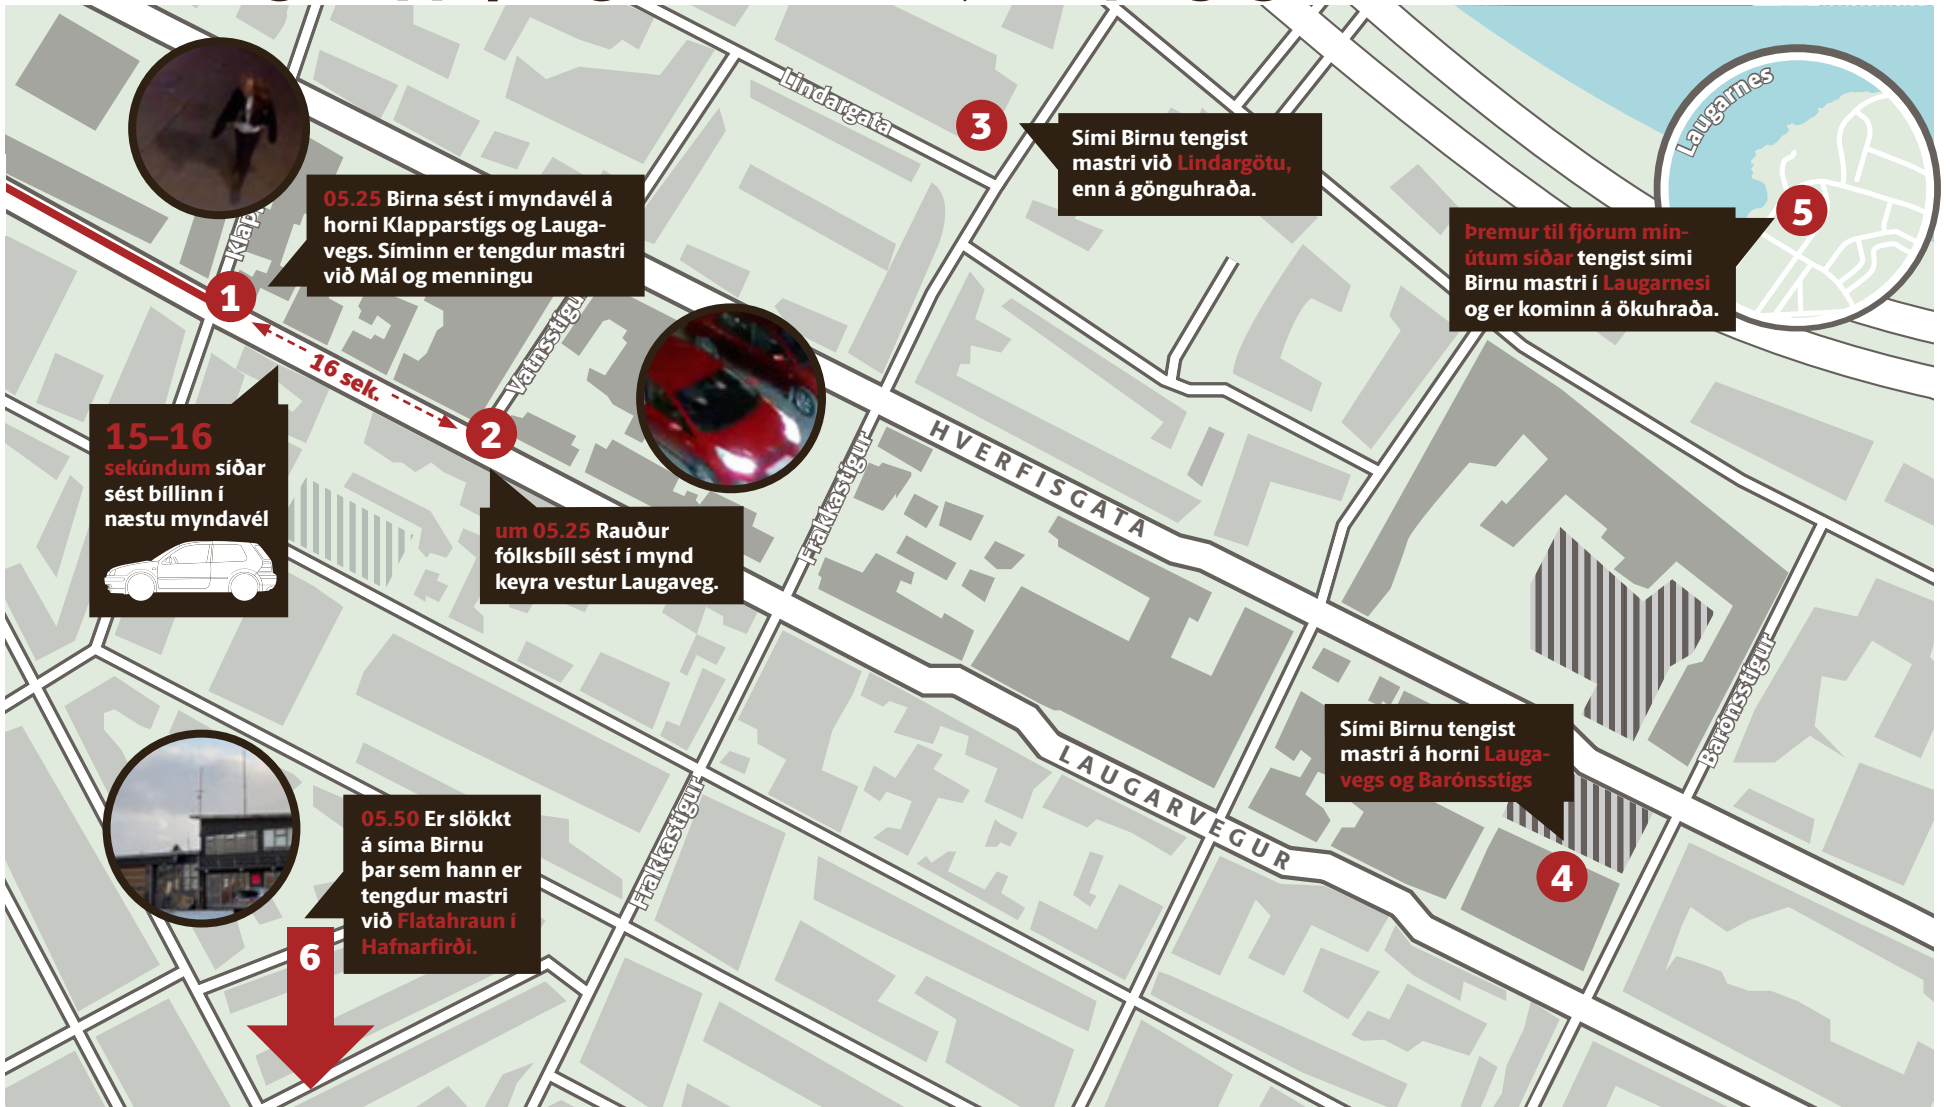 Lindargata
3
Sími Birnu tengist
mastri við Lindargötu,
enn á gönguhraða.
Laugarnes
5
Þremur til fjórum mín-
útum síðar tengist sími
Birnu mastri í Laugarnesi
og er kominn á ökuhraða.
05.25 Birna sést í myndavél á
horni Klapparstígs og Lauga-
vegs. Síminn er tengdur mastri
við Mál og menningu
Klapp
1
16 sek.
2
Vatnsstígu
15–16
sekúndum síðar
sést bíllinn í
næstu myndavél
um 05.25 Rauður
fólksbíll sést í mynd
keyra vestur Laugaveg.
Frakkastígur
HVERFISGATA
Barónsstígur
Sími Birnu tengist
mastri á horni Lauga-
vegs og Barónsstígs
4
LAUGARVEGUR
Frakkastígur
05.50 Er slökkt
á síma Birnu
þar sem hann er
tengdur mastri
við Flatahraun í
Hafnarfirði.
6